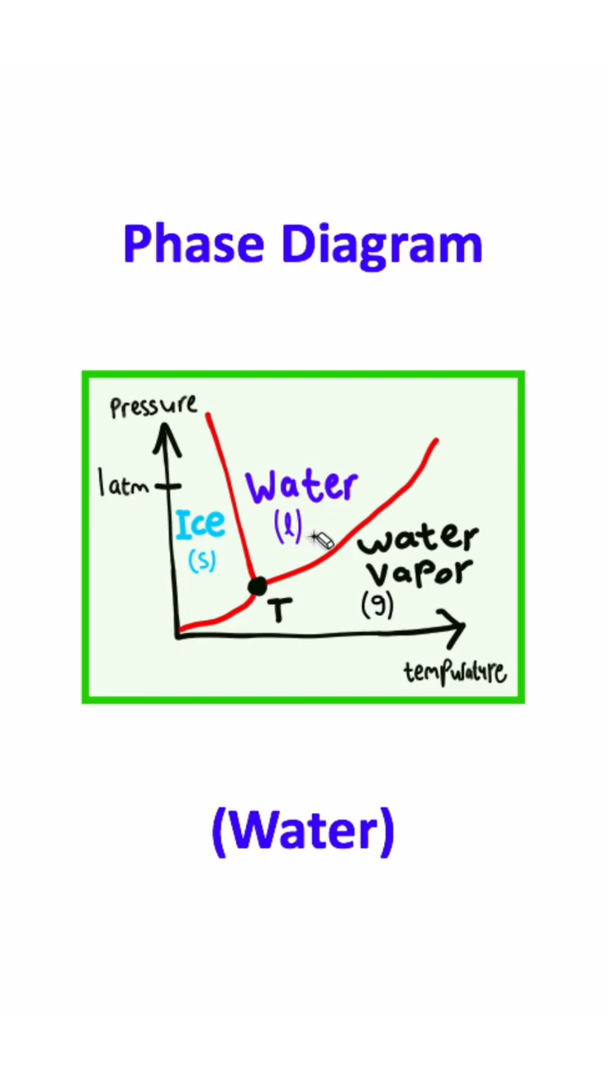 Phase Diagram
Pressure
1atm
Water
(l)
Ice
(s)
water
vapor
(g)
T
tempurature
(Water)